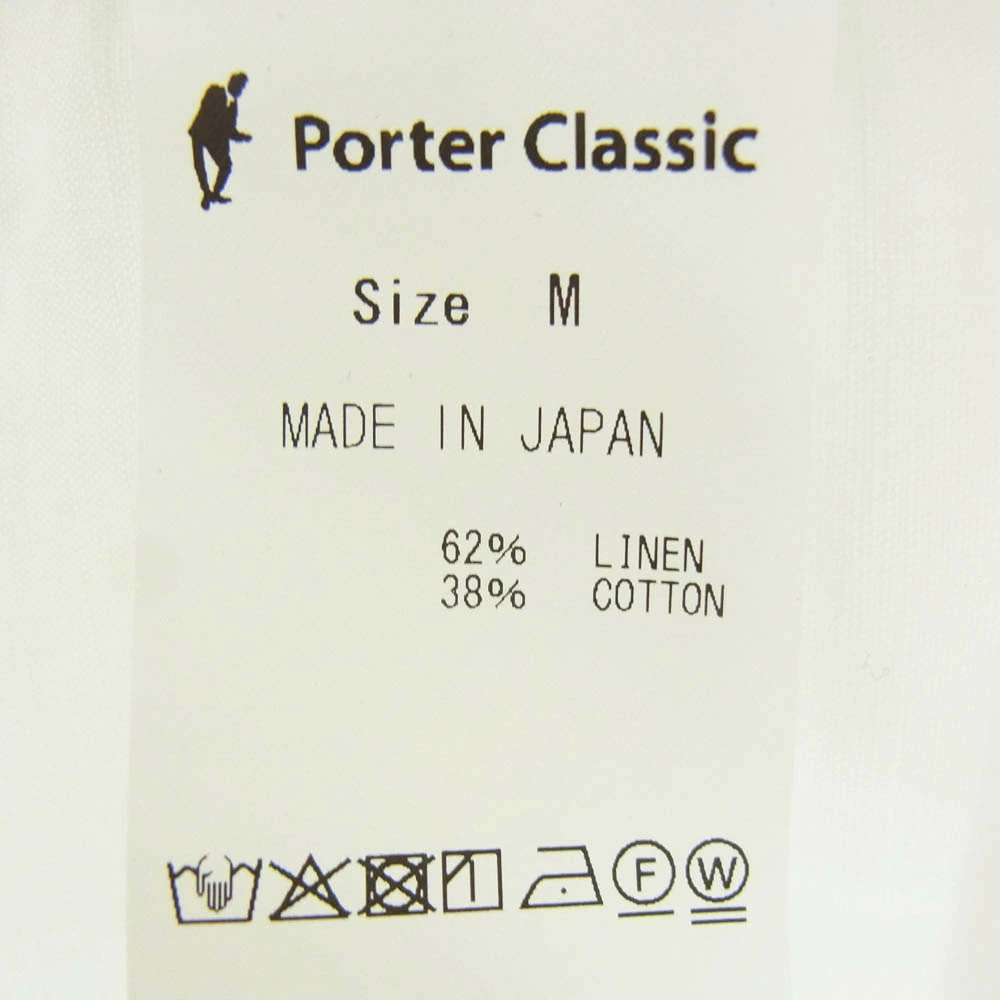 Porter Classic
Size M
MADE IN JAPAN
62% LINEN
38% COTTON
F W